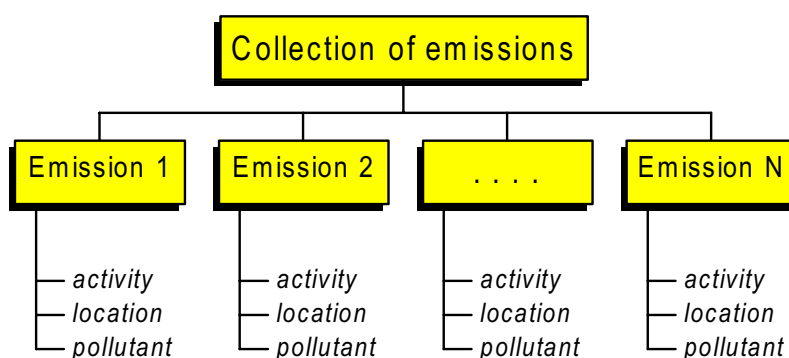 Collection of emissions
Emission 1 Emission 2 . . . . Emission N
activity activity activity activity
location location location location
pollutant pollutant pollutant pollutant